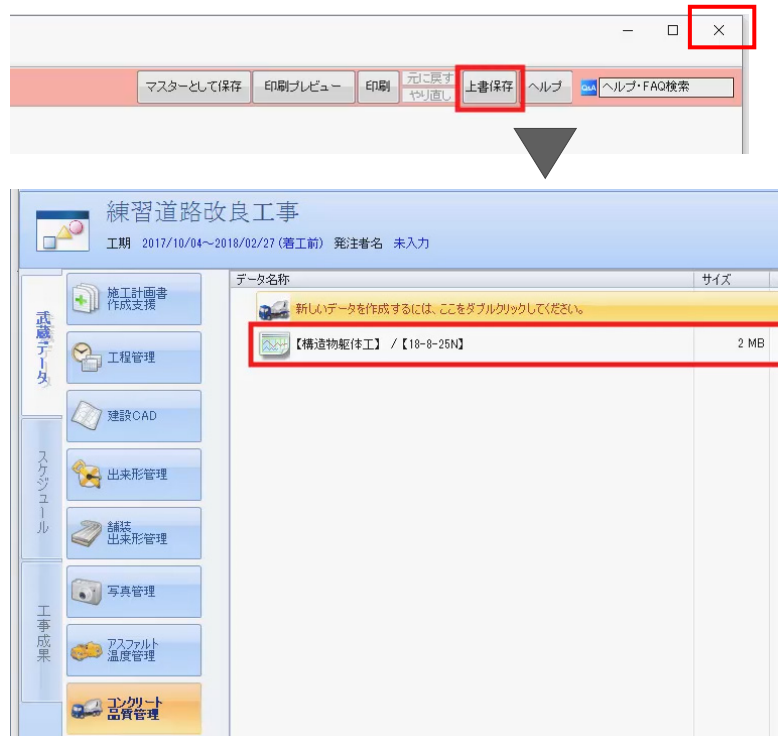 マスターとして保存 印刷プレビュー 印刷 元に戻す やり直し 上書保存 ヘルプ Q&A ヘルプ・FAQ検索
練習道路改良工事
工期 2017/10/04～2018/02/27(着工前) 発注者名 未入力
武蔵データ
スケジュール
工事成果
施工計画書
作成支援
工程管理
建設CAD
出来形管理
舗装
出来形管理
写真管理
アスファルト
温度管理
コンクリート
品質管理
データ名称 サイズ
新しいデータを作成するには、ここをダブルクリックしてください。
【構造物躯体工】 /【18-8-25N】 2 MB